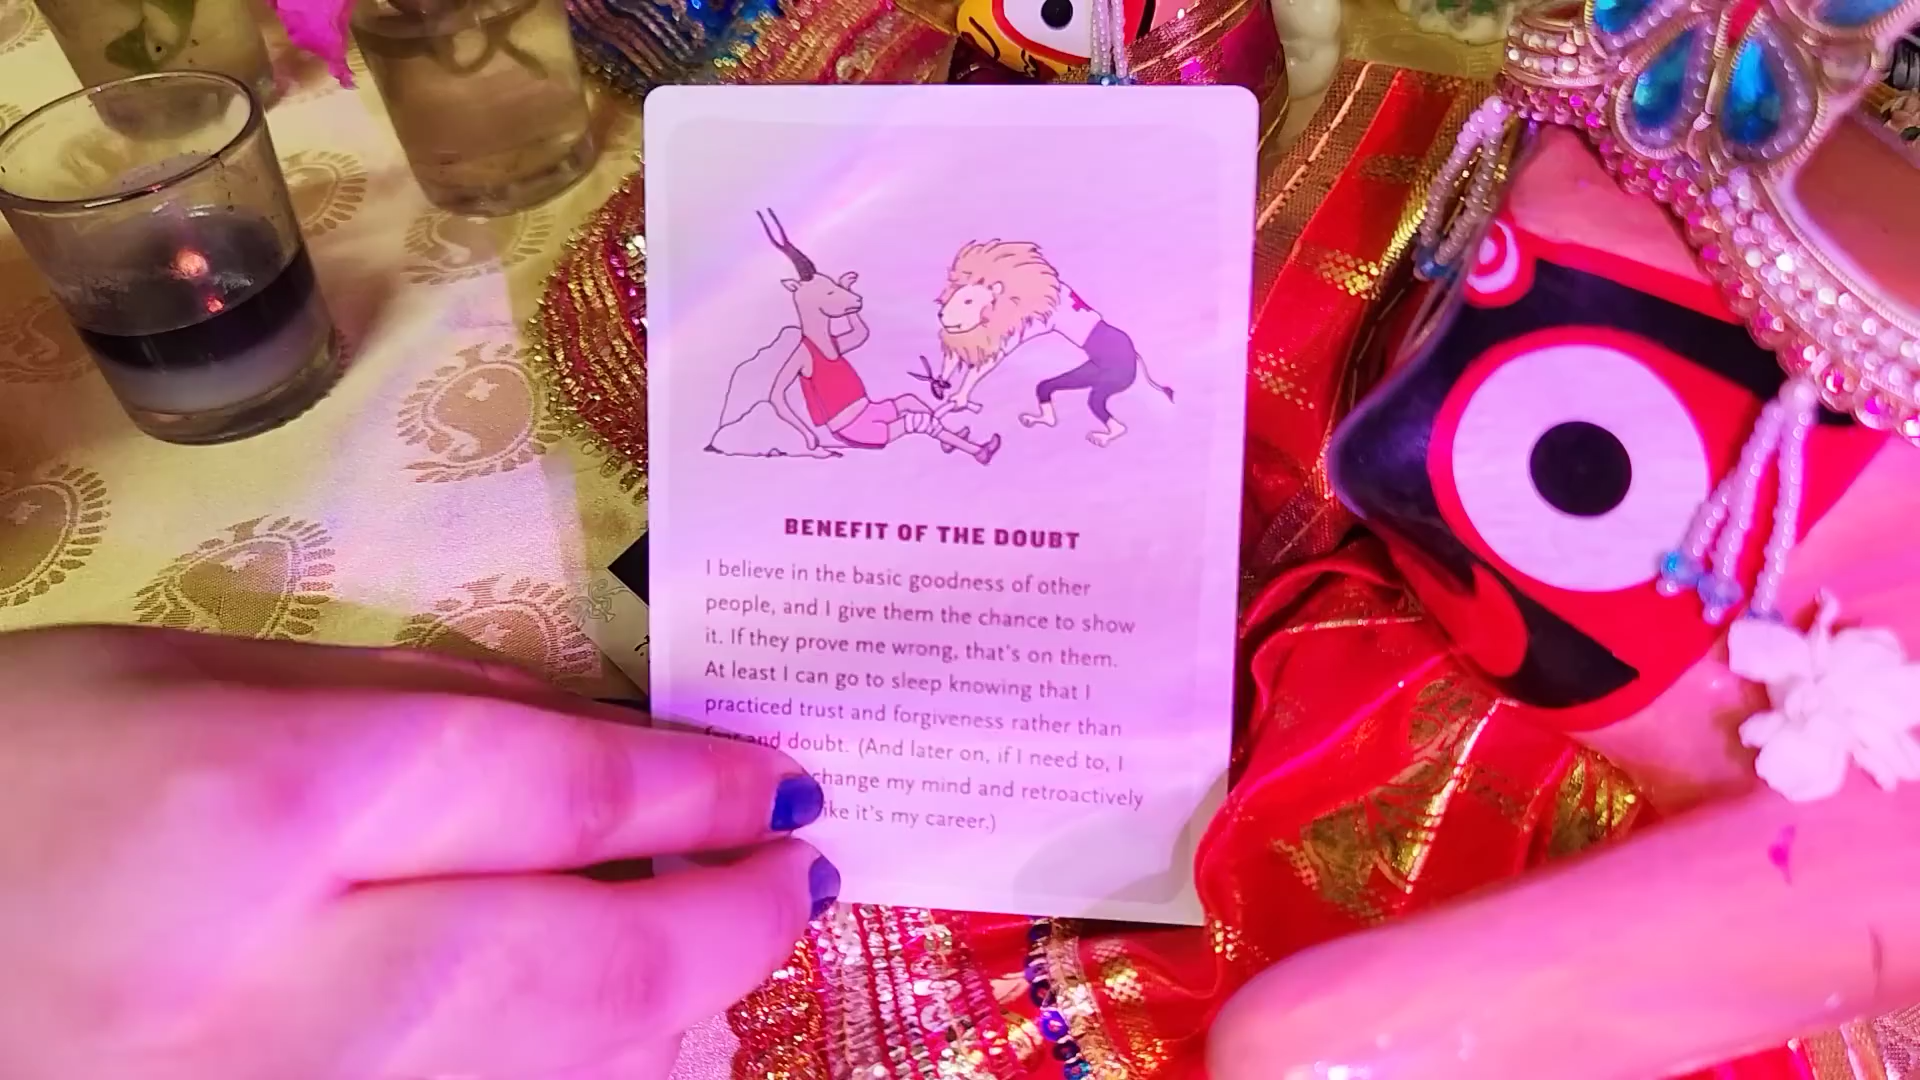 BENEFIT OF THE DOUBT
I believe in the basic goodness of other
people, and I give them the chance to show
it. If they prove me wrong, that's on them.
At least I can go to sleep knowing that I
practiced trust and forgiveness rather than
and doubt. (And later on, if I need to, I
change my mind and retroactively
it's my career.)